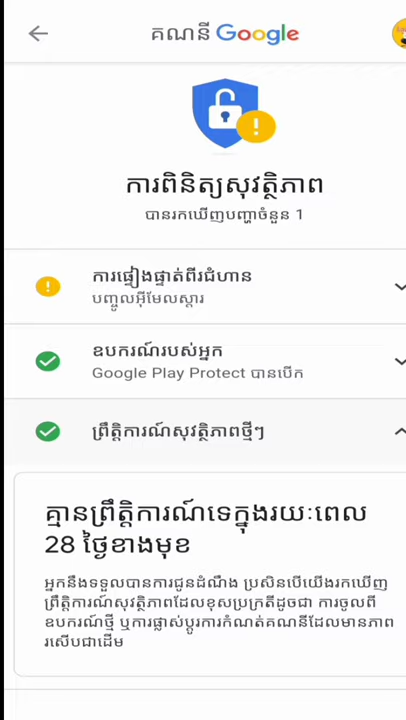 គណនី Google
ការពិនិត្យសុវត្ថិភាព
បានរកឃើញបញ្ហាចំនួន 1
ការផ្ទៀងផ្ទាត់ពីរជំហាន
បញ្ចូលអ៊ីមែលស្តារ
ឧបករណ៍របស់អ្នក
Google Play Protect បានបើក
ព្រឹត្តិការណ៍សុវត្ថិភាពថ្មីៗ
គ្មានព្រឹត្តិការណ៍ទេក្នុងរយៈពេល
28 ថ្ងៃខាងមុខ
អ្នកនឹងទទួលបានការជូនដំណឹង ប្រសិនបើយើងរកឃើញ
ព្រឹត្តិការណ៍សុវត្ថិភាពដែលខុសប្រក្រតីដូចជា ការចូលពី
ឧបករណ៍ថ្មី ឬការផ្លាស់ប្តូរការកំណត់គណនីដែលមានភាព
រសើបជាដើម